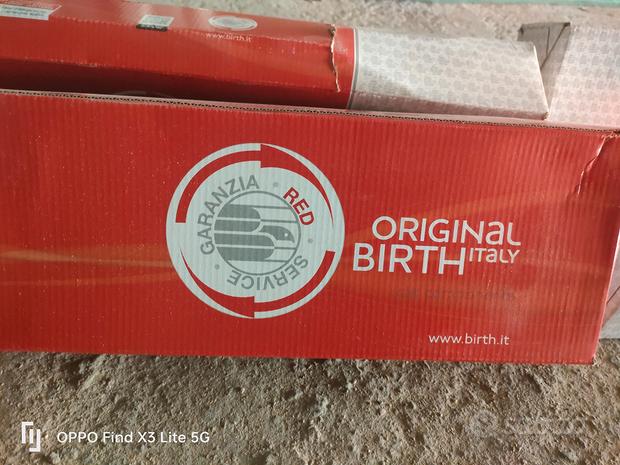 www.birth.it
GARANZIA · RED · SERVICE ·
ORIGINAL
BIRTH ITALY
www.birth.it
OPPO Find X3 Lite 5G